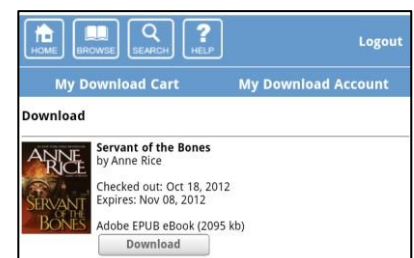 HOME BROWSE SEARCH ? HELP
Logout
My Download Cart My Download Account
Download
ANNE RICE
SERVANT OF THE BONES
Servant of the Bones
by Anne Rice
Checked out: Oct 18, 2012
Expires: Nov 08, 2012
Adobe EPUB eBook (2095 kb)
Download